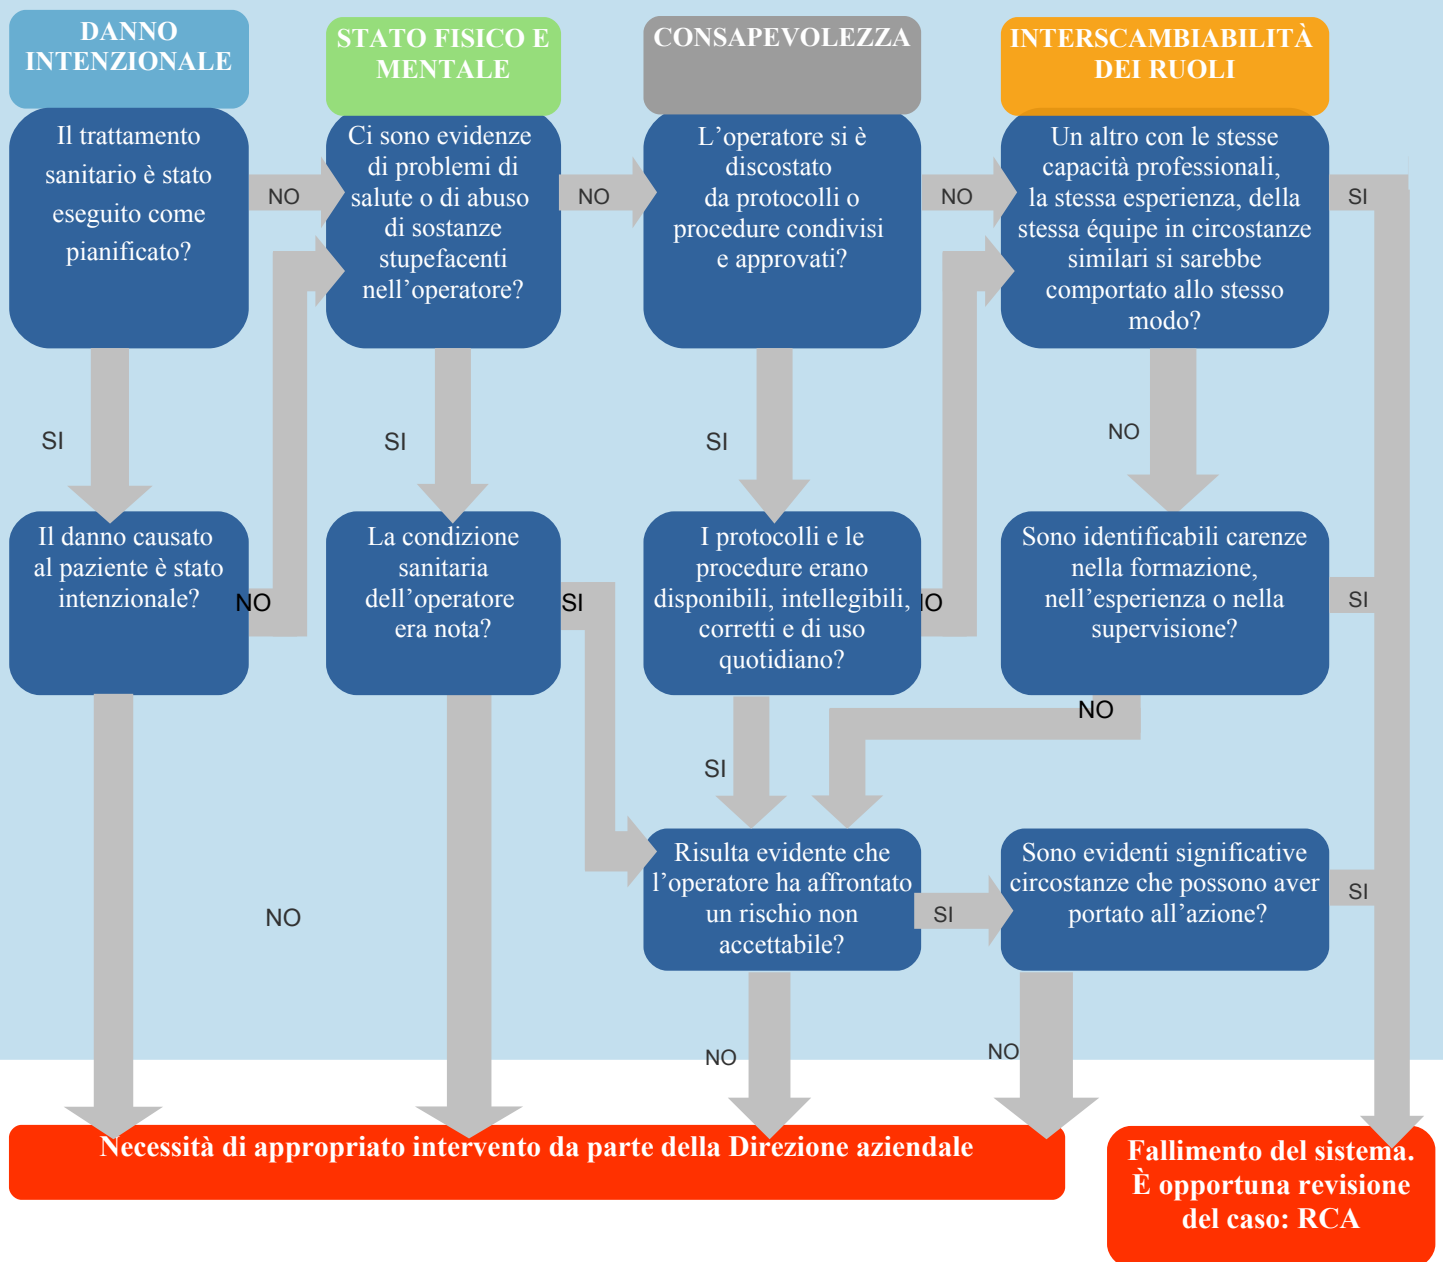 DANNO
INTENZIONALE
STATO FISICO E
MENTALE
CONSAPEVOLEZZA
INTERSCAMBIABILITÀ
DEI RUOLI
Il trattamento
sanitario è stato
eseguito come
pianificato?
NO
Ci sono evidenze
di problemi di
salute o di abuso
di sostanze
stupefacenti
nell’operatore?
NO
L’operatore si è
discostato
da protocolli o
procedure condivisi
e approvati?
NO
Un altro con le stesse
capacità professionali,
la stessa esperienza, della
stessa équipe in circostanze
similari si sarebbe
comportato allo stesso
modo?
SI
SI
SI
SI
NO
Il danno causato
al paziente è stato
intenzionale?
NO
La condizione
sanitaria
dell’operatore
era nota?
SI
I protocolli e le
procedure erano
disponibili, intellegibili,
corretti e di uso
quotidiano?
IO
Sono identificabili carenze
nella formazione,
nell’esperienza o nella
supervisione?
SI
NO
SI
Risulta evidente che
l’operatore ha affrontato
un rischio non
accettabile?
SI
Sono evidenti significative
circostanze che possono aver
portato all’azione?
SI
NO
NO
NO
Necessità di appropriato intervento da parte della Direzione aziendale
Fallimento del sistema.
È opportuna revisione
del caso: RCA